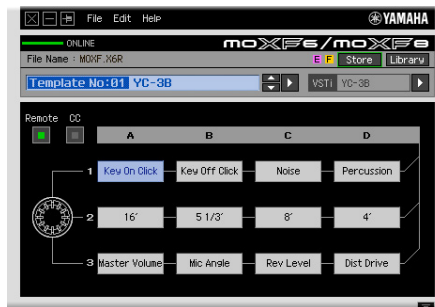 File Edit Help YAMAHA
ONLINE MOXF6/MOXF8
File Name : MOXF.X6R E F Store Library
Template No:01 YC-3B VSTi YC-3B
Remote CC
A B C D
1 Key On Click Key Off Click Noise Percussion
2 16' 5 1/3' 8' 4'
3 Master Volume Mic Angle Rev Level Dist Drive